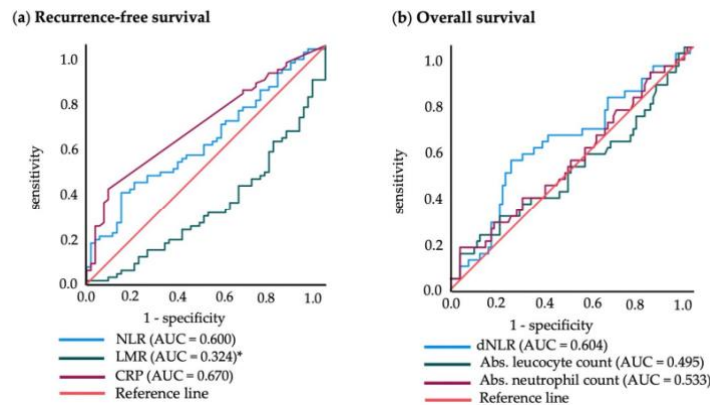 (a) Recurrence-free survival
1.0
0.8
0.6
0.4
0.2
0.0
sensitivity
0.0 0.2 0.4 0.6 0.8 1.0
1 - specificity
NLR (AUC = 0.600)
LMR (AUC = 0.324)*
CRP (AUC = 0.670)
Reference line
(b) Overall survival
1.0
0.8
0.6
0.4
0.2
0.0
sensitivity
0.0 0.2 0.4 0.6 0.8 1.0
1 - specificity
dNLR (AUC = 0.604)
Abs. leucocyte count (AUC = 0.495)
Abs. neutrophil count (AUC = 0.533)
Reference line